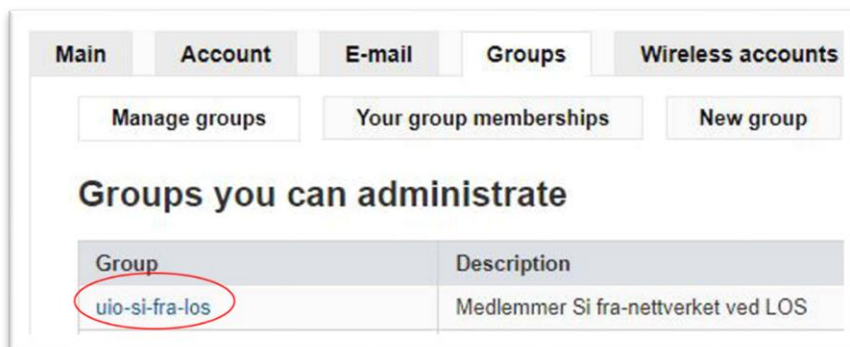 Main Account E-mail Groups Wireless accounts
Manage groups Your group memberships New group
Groups you can administrate
Group Description
uio-si-fra-los Medlemmer Si fra-nettverket ved LOS